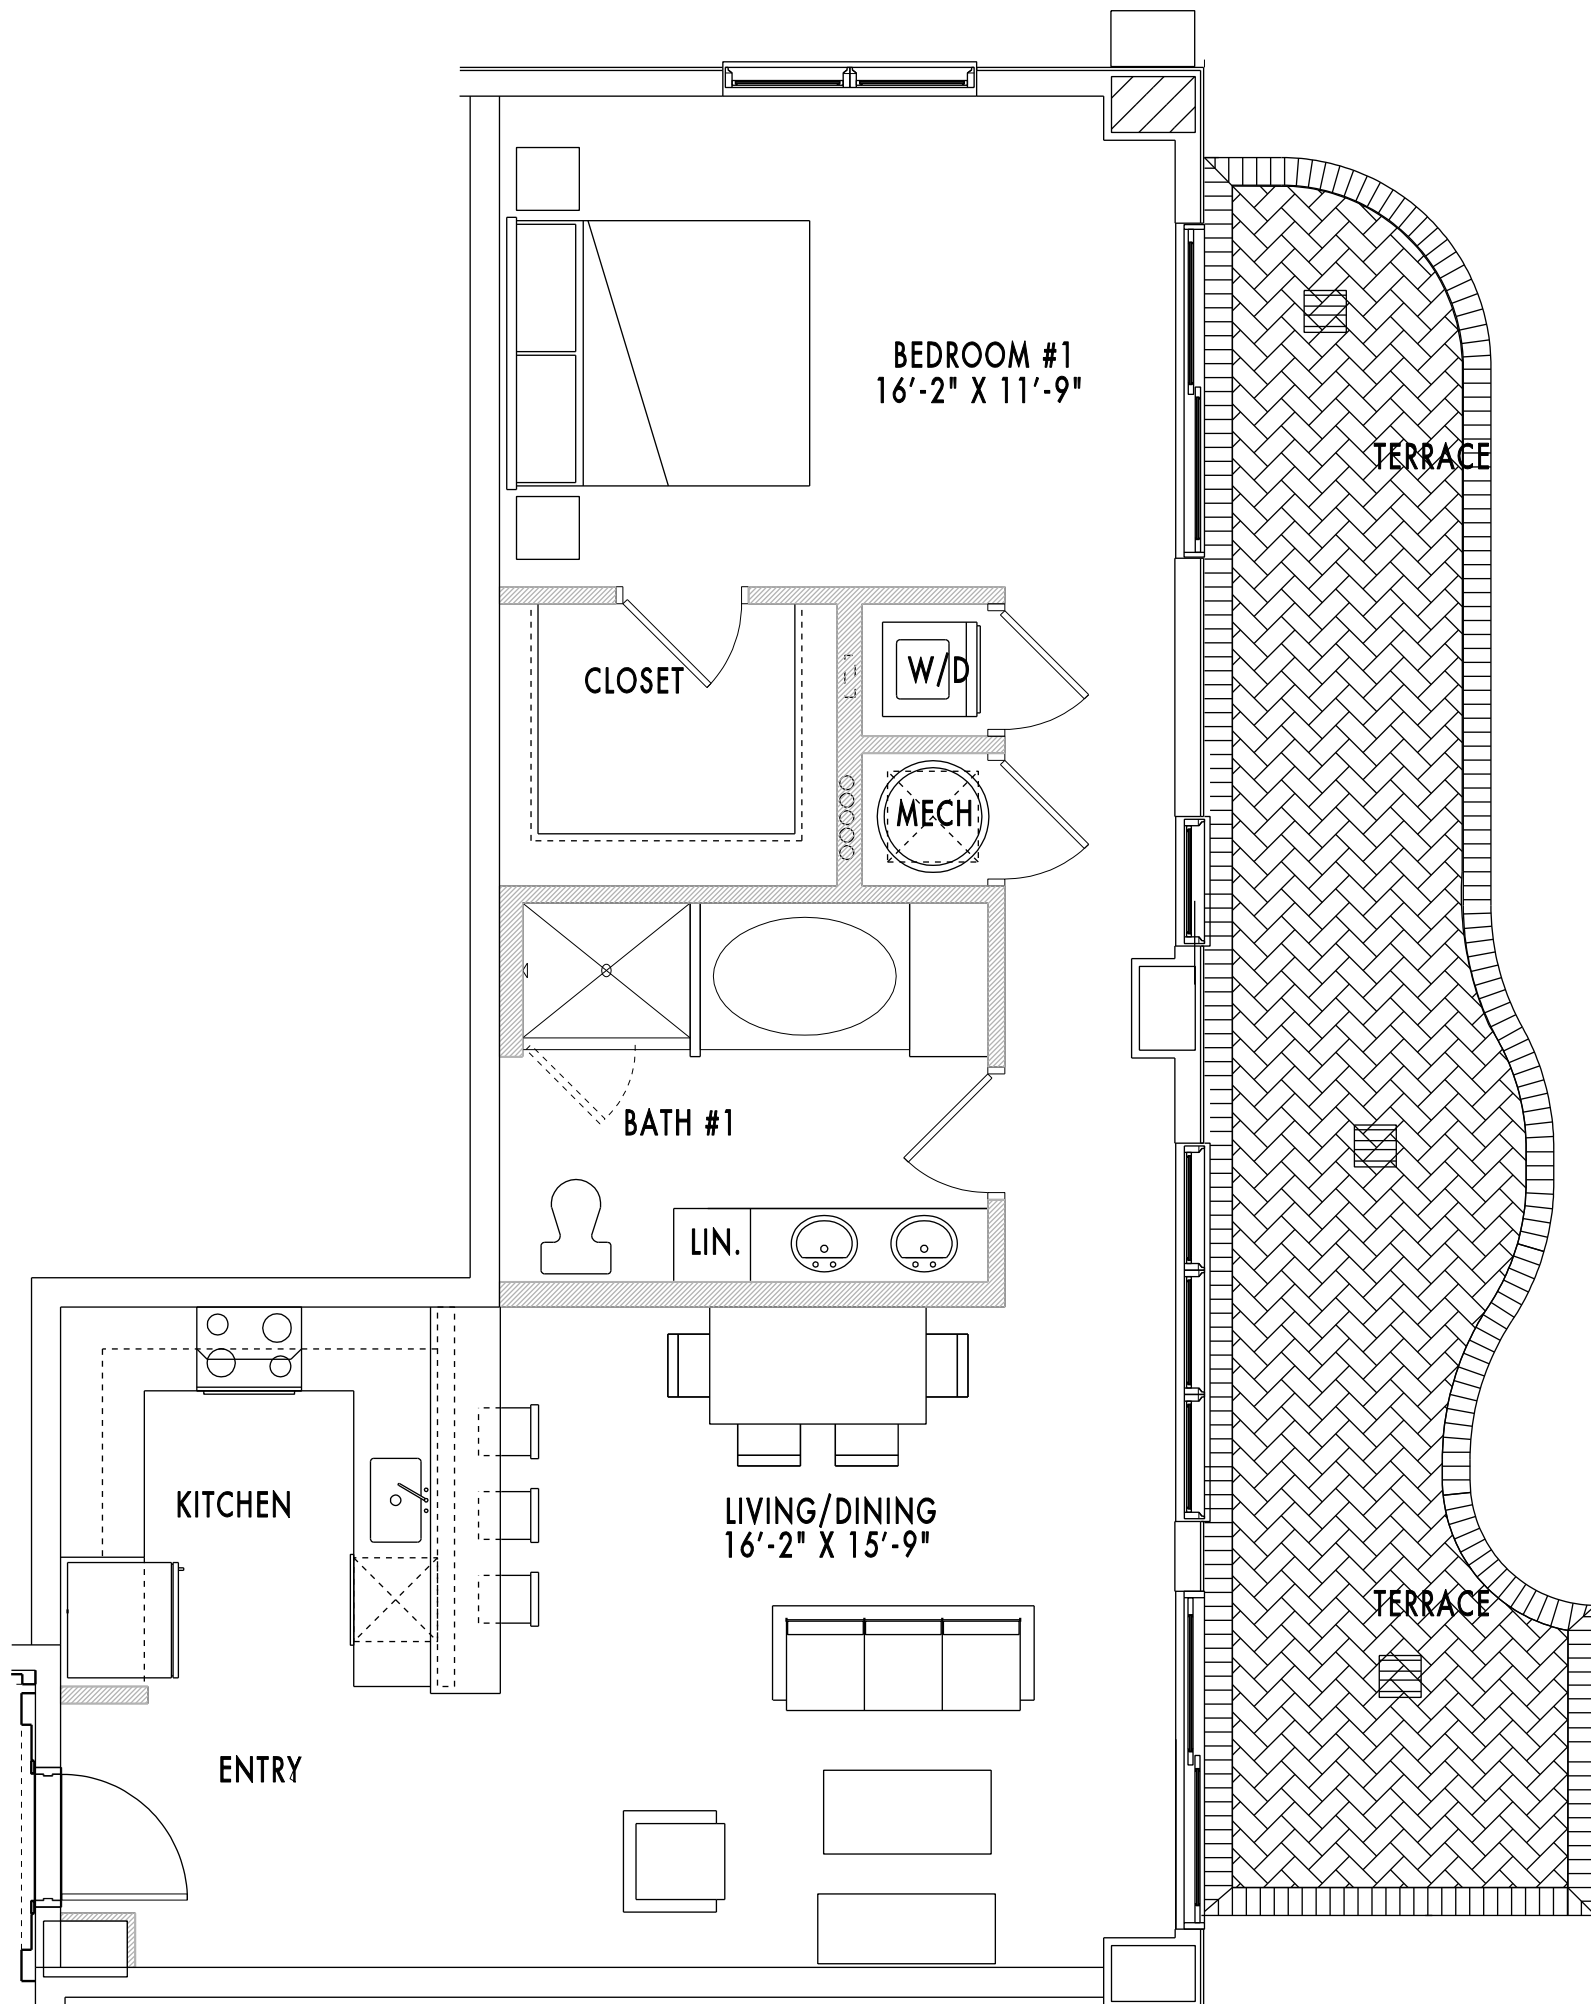 BEDROOM #1
16'-2" X 11'-9"
TERRACE
CLOSET
W/D
MECH
BATH #1
LIN.
KITCHEN
LIVING/DINING
16'-2" X 15'-9"
TERRACE
ENTRY